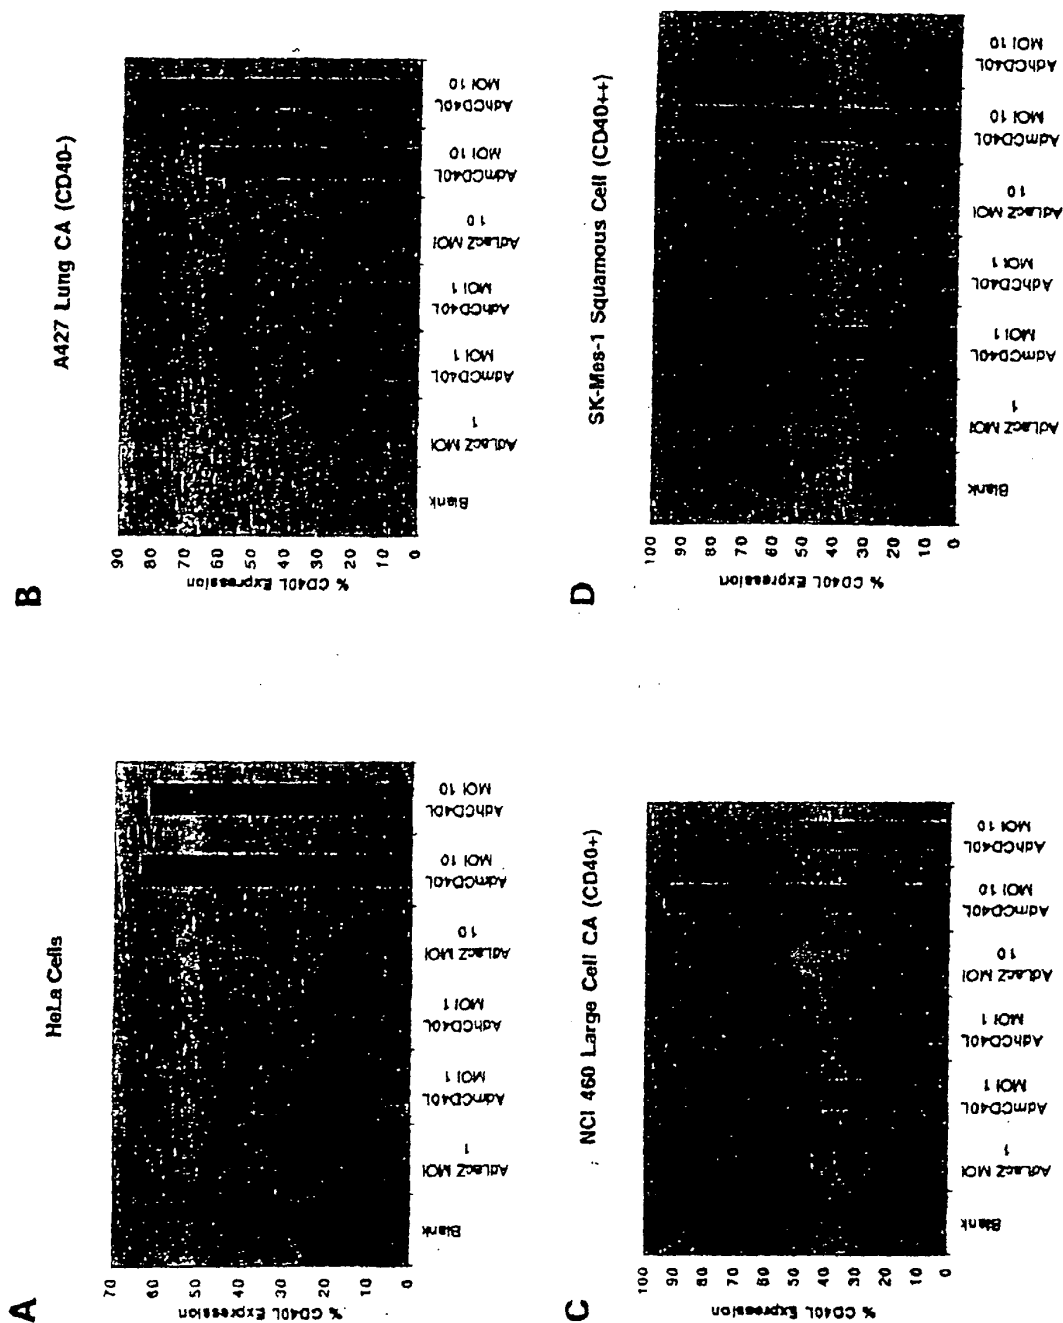 A
HeLa Cells
% CD40L Expression
70
60
50
40
30
20
10
0
Blank
AdLacZ MOI
1
AdmCD40L
MOI 1
AdhCD40L
MOI 1
AdLacZ MOI
10
AdmCD40L
MOI 10
AdhCD40L
MOI 10
B
A427 Lung CA (CD40-)
% CD40L Expression
90
80
70
60
50
40
30
20
10
0
Blank
AdLacZ MOI
1
AdmCD40L
MOI 1
AdhCD40L
MOI 1
AdLacZ MOI
10
AdmCD40L
MOI 10
AdhCD40L
MOI 10
C
NCI 460 Large Cell CA (CD40+)
% CD40L Expression
100
90
80
70
60
50
40
30
20
10
0
Blank
AdLacZ MOI
1
AdmCD40L
MOI 1
AdhCD40L
MOI 1
AdLacZ MOI
10
AdmCD40L
MOI 10
AdhCD40L
MOI 10
D
SK-Mes-1 Squamous Cell (CD40++)
% CD40L Expression
100
90
80
70
60
50
40
30
20
10
0
Blank
AdLacZ MOI
1
AdmCD40L
MOI 1
AdhCD40L
MOI 1
AdLacZ MOI
10
AdmCD40L
MOI 10
AdhCD40L
MOI 10